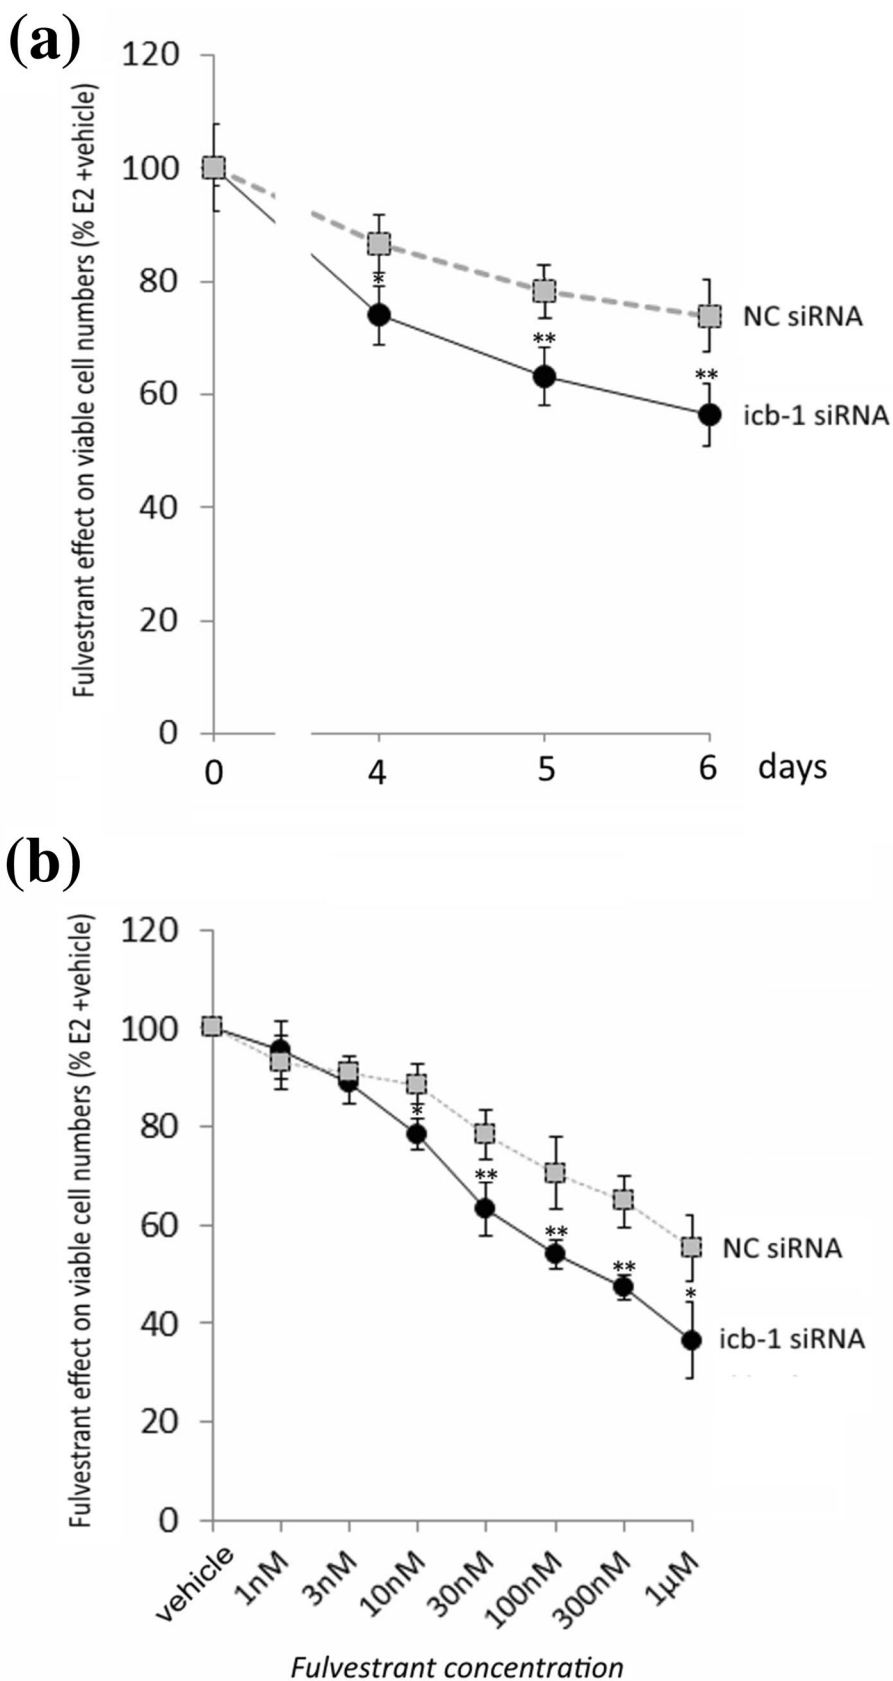 (a)
Fulvestrant effect on viable cell numbers (% E2 +vehicle)
120
100
80
60
40
20
0
*
**
**
NC siRNA
icb-1 siRNA
0 4 5 6 days
(b)
Fulvestrant effect on viable cell numbers (% E2 +vehicle)
120
100
80
60
40
20
0
*
**
**
**
*
NC siRNA
icb-1 siRNA
vehicle 1nM 3nM 10nM 30nM 100nM 300nM 1µM
Fulvestrant concentration